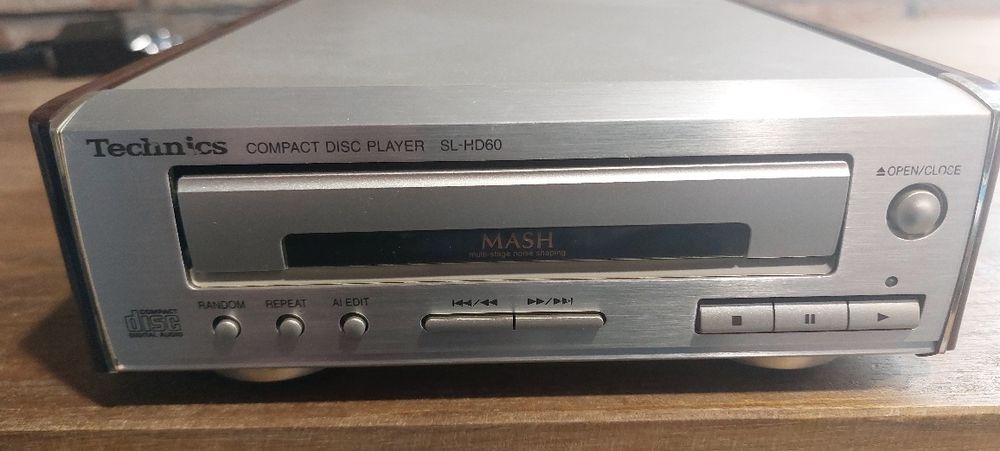 Technics COMPACT DISC PLAYER SL-HD60
⏏ OPEN/CLOSE
MASH
multi-stage noise shaping
RANDOM REPEAT AI EDIT
COMPACT
disc
DIGITAL AUDIO